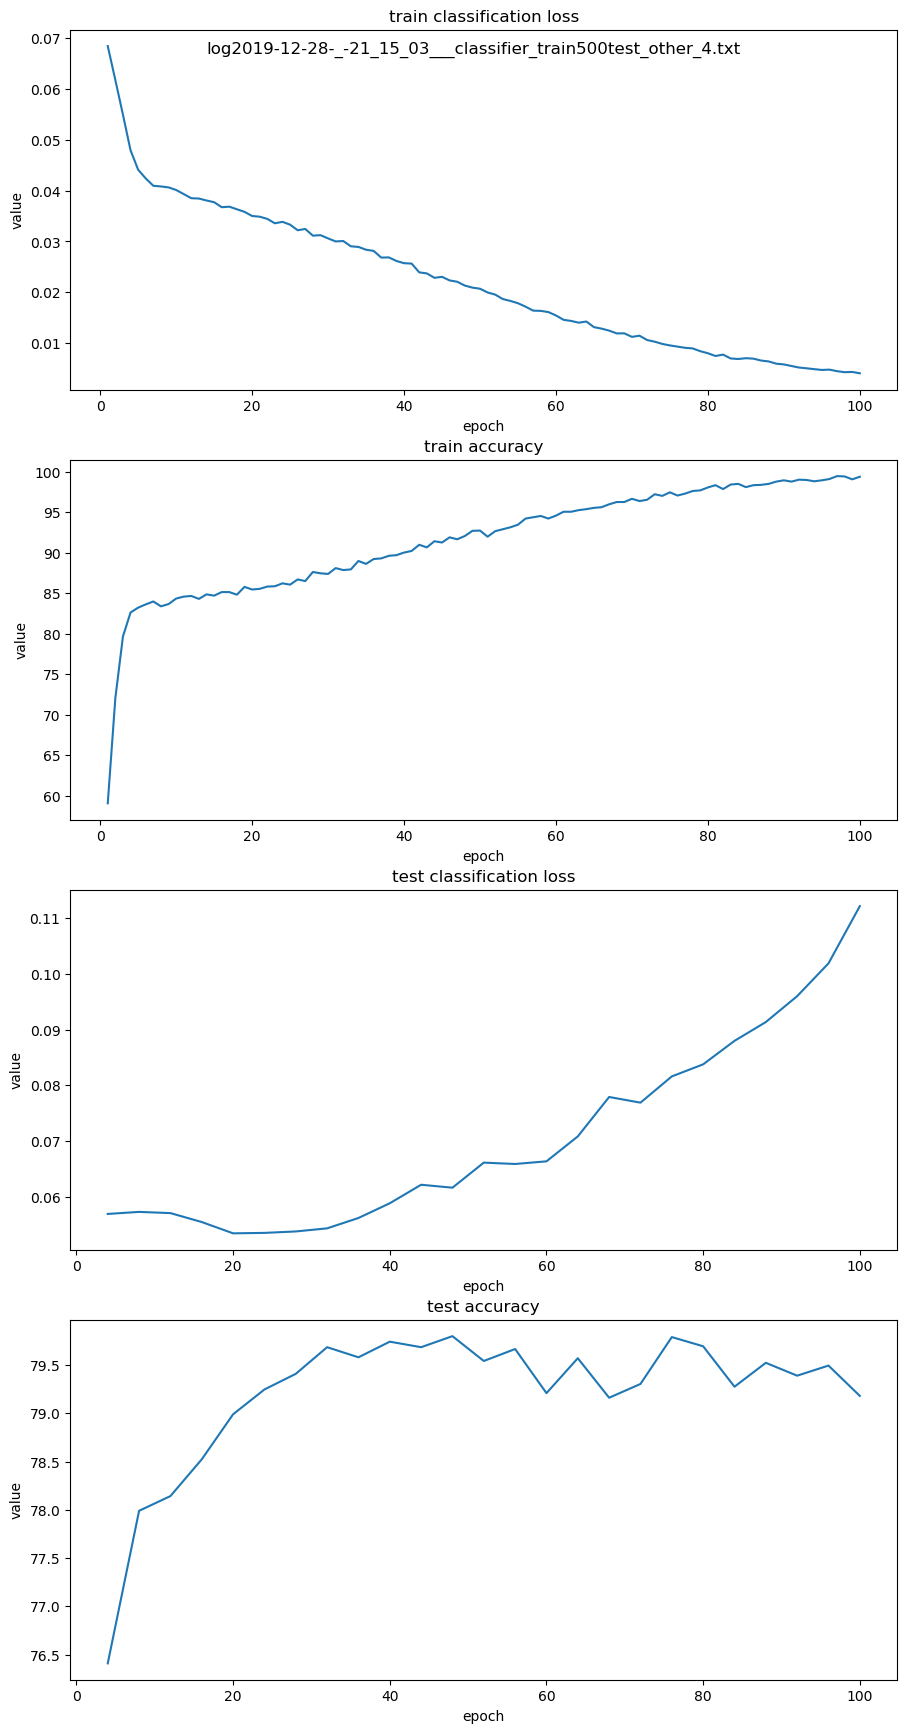 train classification loss
log2019-12-28-_-21_15_03___classifier_train500test_other_4.txt
0.07
0.06
0.05
0.04
0.03
0.02
0.01
value
0 20 40 60 80 100
epoch
train accuracy
100
95
90
85
80
75
70
65
60
value
0 20 40 60 80 100
epoch
test classification loss
0.11
0.10
0.09
0.08
0.07
0.06
value
0 20 40 60 80 100
epoch
test accuracy
79.5
79.0
78.5
78.0
77.5
77.0
76.5
value
0 20 40 60 80 100
epoch